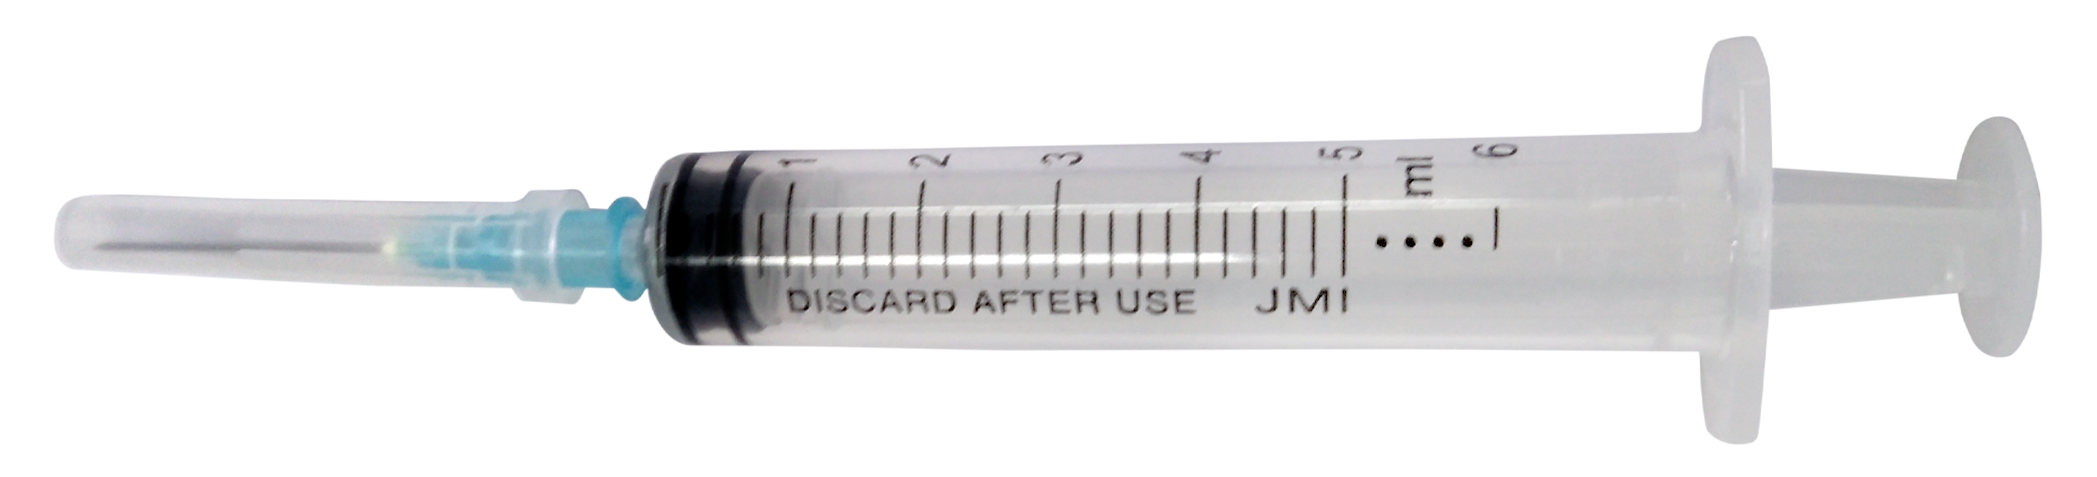 1 2 3 4 5 ml 6
DISCARD AFTER USE JMI